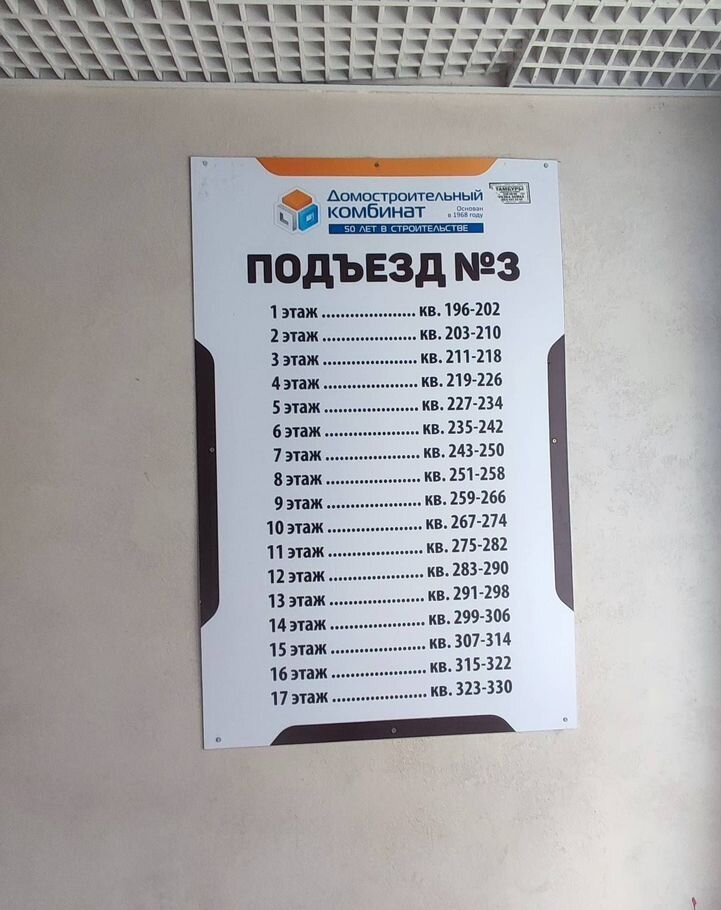 Домостроительный
комбинат
Основан
в 1968 году
50 ЛЕТ В СТРОИТЕЛЬСТВЕ
ТАМБУРЫ
ПОДЪЕЗД №3
1 этаж .................... кв. 196-202
2 этаж .................... кв. 203-210
3 этаж .................... кв. 211-218
4 этаж .................... кв. 219-226
5 этаж .................... кв. 227-234
6 этаж .................... кв. 235-242
7 этаж .................... кв. 243-250
8 этаж .................... кв. 251-258
9 этаж .................... кв. 259-266
10 этаж .................... кв. 267-274
11 этаж .................... кв. 275-282
12 этаж .................... кв. 283-290
13 этаж .................... кв. 291-298
14 этаж .................... кв. 299-306
15 этаж .................... кв. 307-314
16 этаж .................... кв. 315-322
17 этаж .................... кв. 323-330